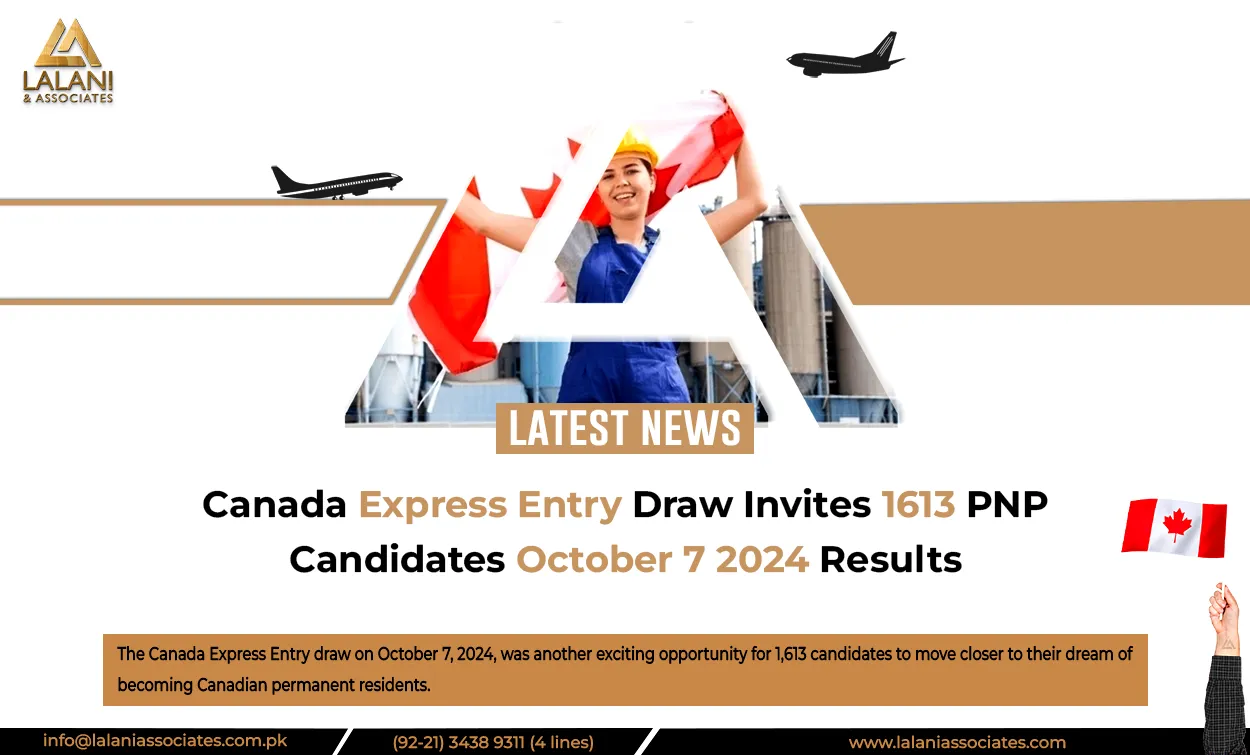 LALANI
& ASSOCIATES
LATEST NEWS
Canada Express Entry Draw Invites 1613 PNP
Candidates October 7 2024 Results
The Canada Express Entry draw on October 7, 2024, was another exciting opportunity for 1,613 candidates to move closer to their dream of
becoming Canadian permanent residents.
info@lalaniassociates.com.pk
(92-21) 3438 9311 (4 lines)
www.lalaniassociates.com